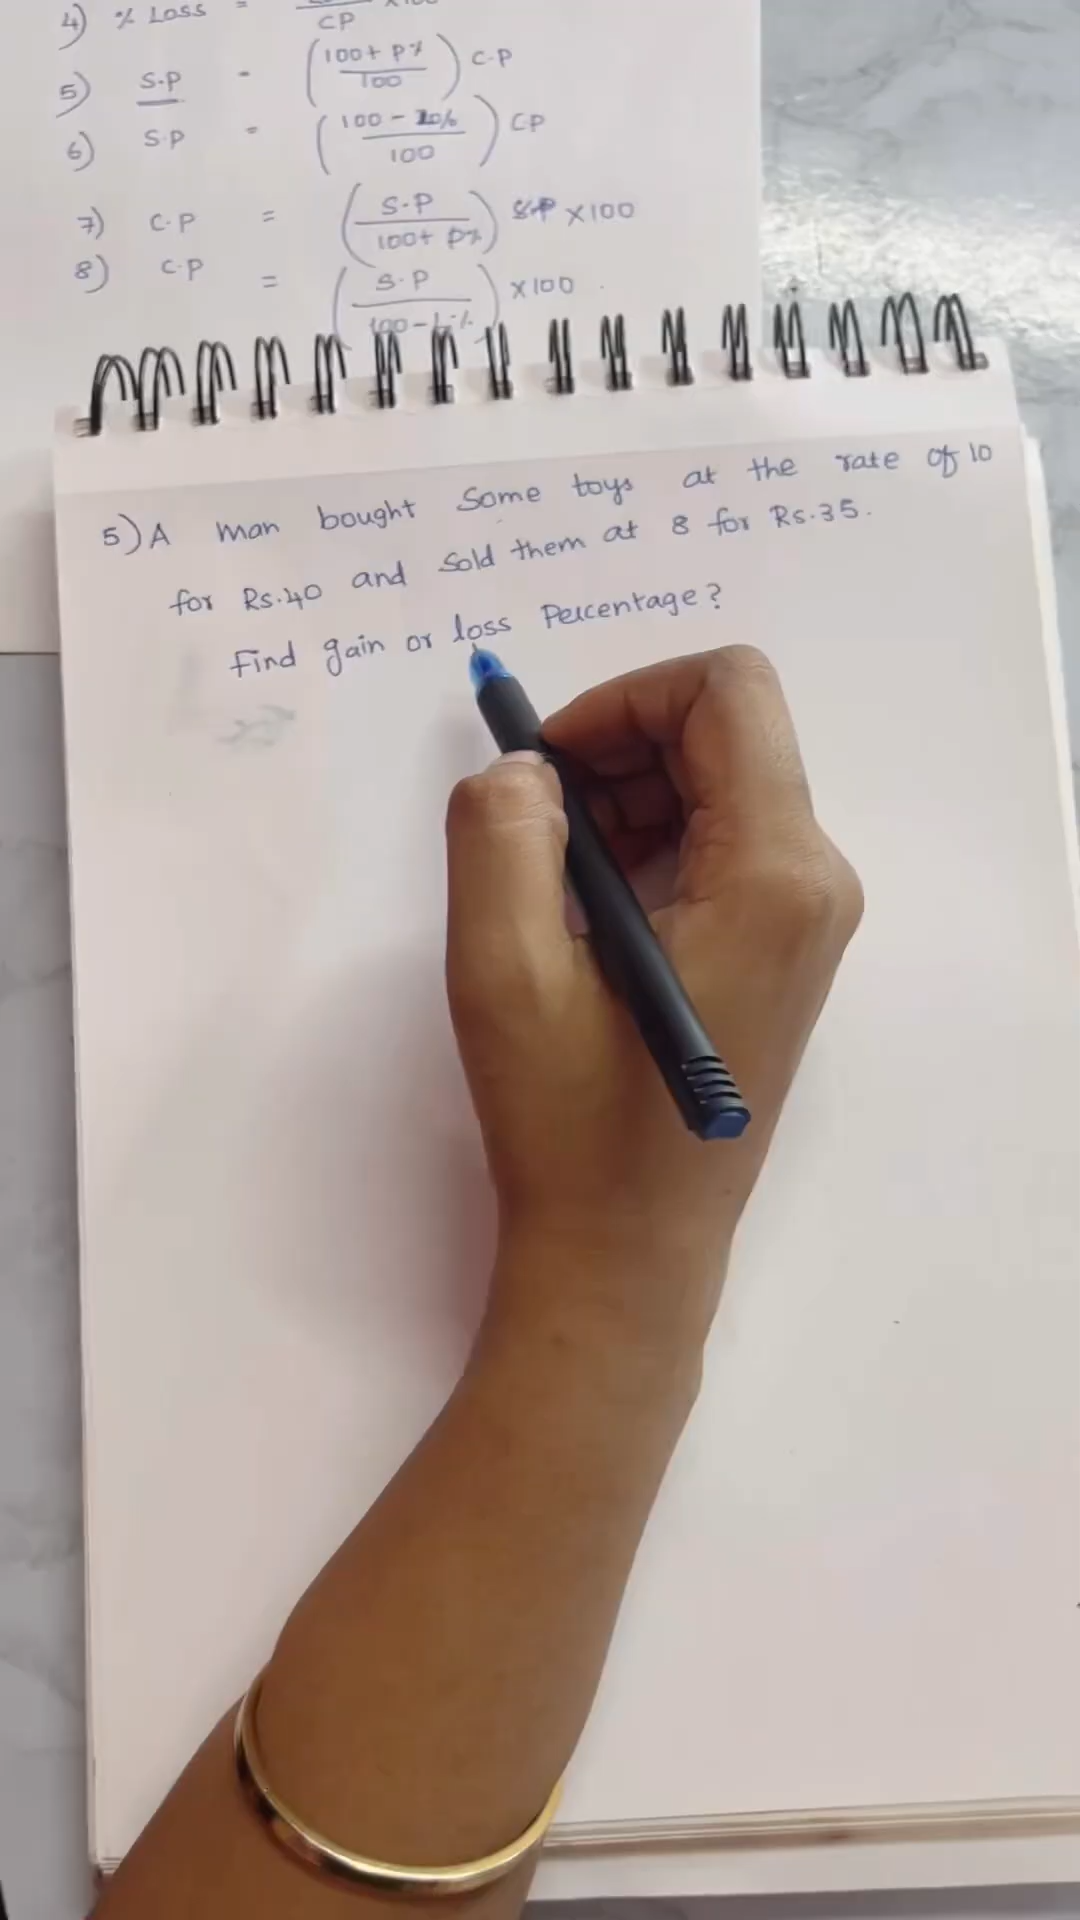 4) % Loss = CP ×100
5) S.P = (100 + P% / 100) C.P
6) S.P = (100 - % / 100) CP
7) C.P = (S.P / 100 + P%) ×100
8) C.P = (S.P / 100 - L%) ×100
5) A man bought some toys at the rate of 10
for Rs.40 and sold them at 8 for Rs.35.
Find gain or loss Percentage?